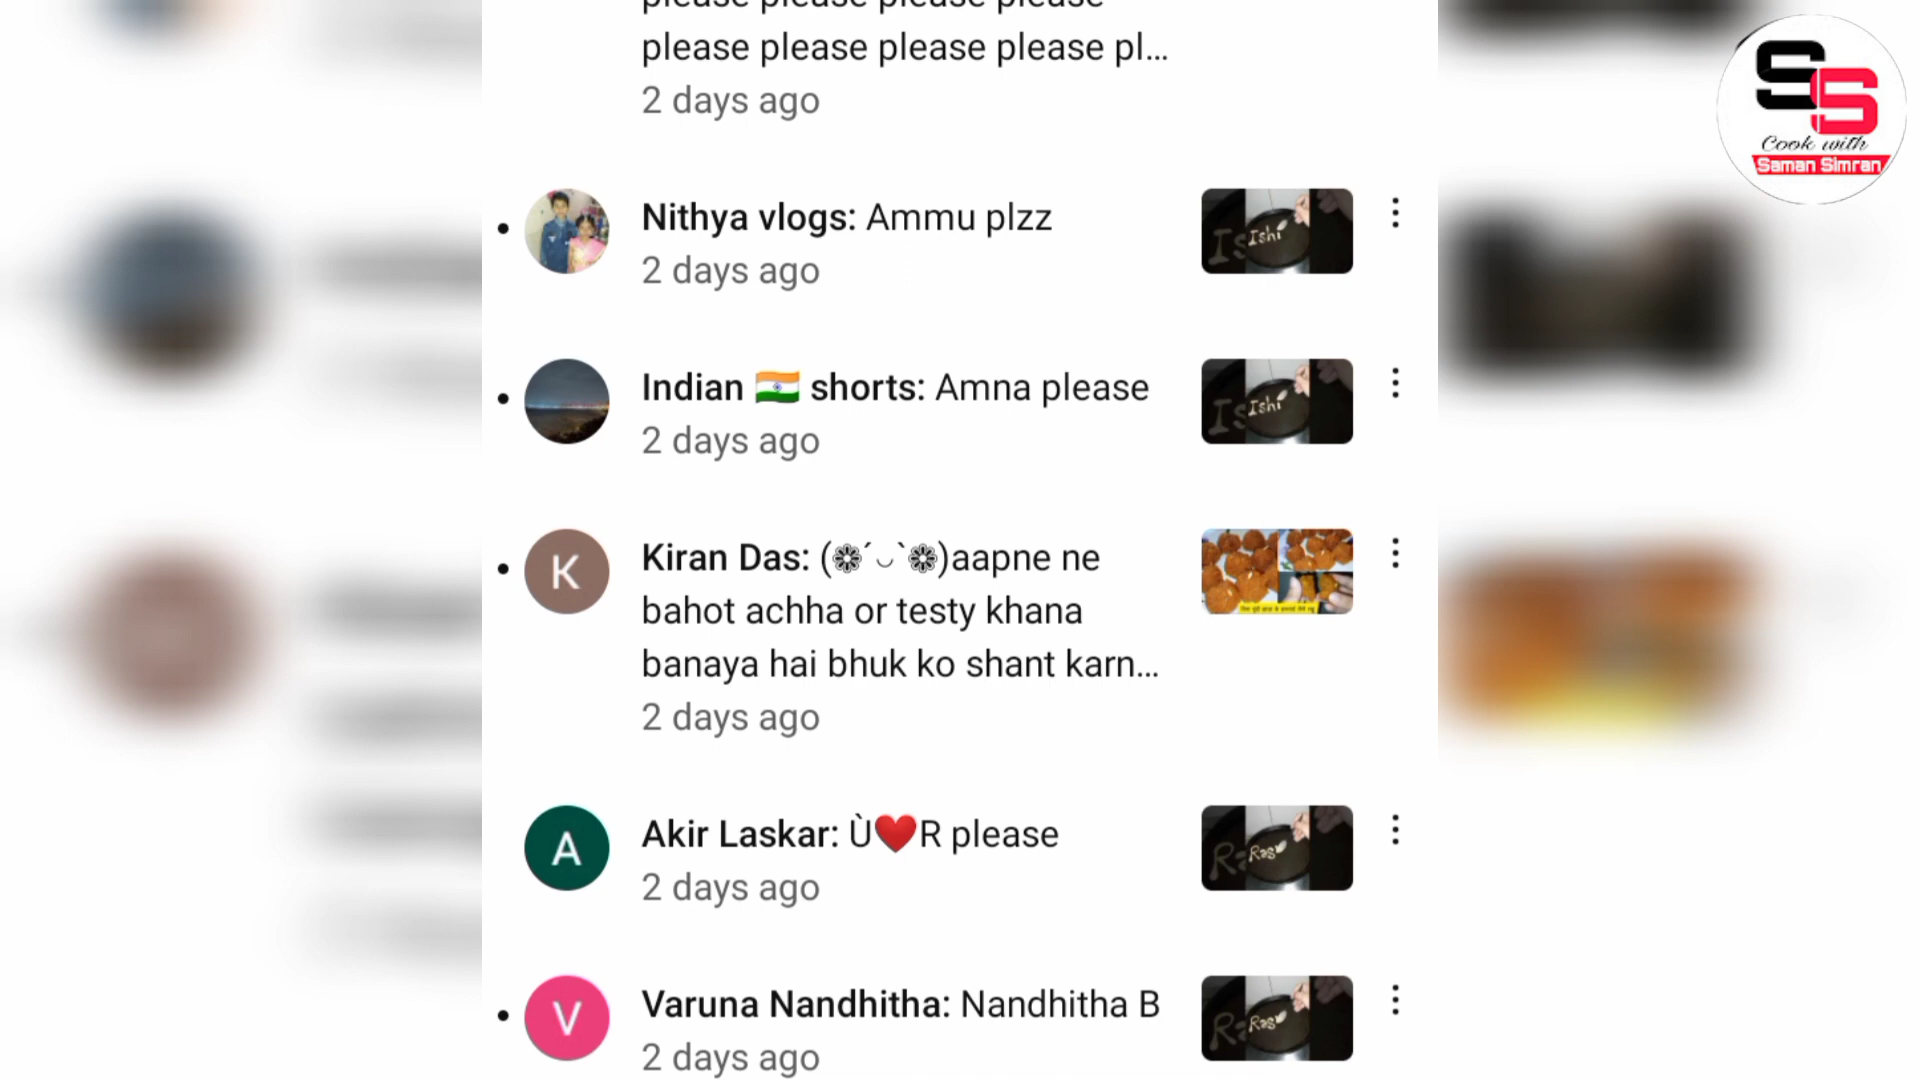 please please please please
please please please please pl...
2 days ago
SS
Cook with
Saman Simran
Nithya vlogs: Ammu plzz
2 days ago
Ishi
Indian 🇮🇳 shorts: Amna please
2 days ago
Ishi
Kiran Das: (❁´◡`❁)aapne ne
bahot achha or testy khana
banaya hai bhuk ko shant karn...
2 days ago
K
Akir Laskar: Ù❤️R please
2 days ago
A
Ras
Varuna Nandhitha: Nandhitha B
2 days ago
V
Ras